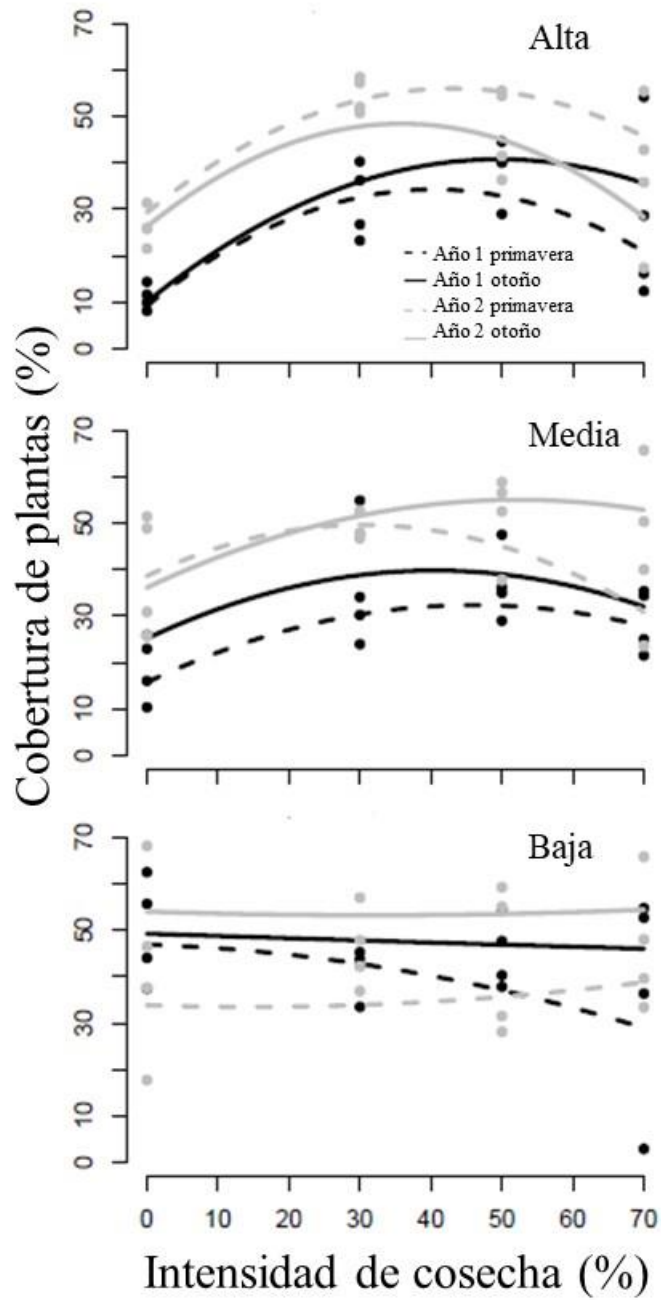 Alta
70
50
30
10
0
Año 1 primavera
Año 1 otoño
Año 2 primavera
Año 2 otoño
Cobertura de plantas (%)
Media
70
50
30
10
0
Baja
70
50
30
10
0
0 10 20 30 40 50 60 70
Intensidad de cosecha (%)